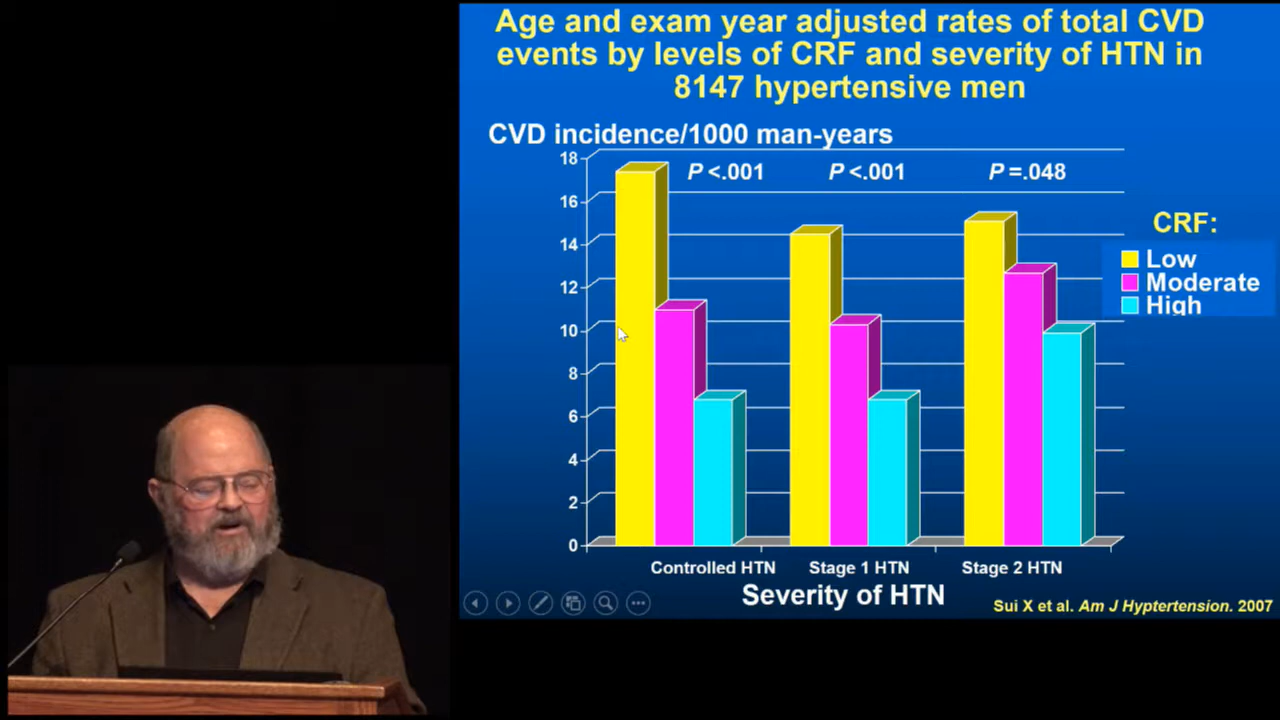 Age and exam year adjusted rates of total CVD
events by levels of CRF and severity of HTN in
8147 hypertensive men
CVD incidence/1000 man-years
18
16
14
12
10
8
6
4
2
0
P <.001
P <.001
P =.048
CRF:
Low
Moderate
High
Controlled HTN
Stage 1 HTN
Stage 2 HTN
Severity of HTN
Sui X et al. Am J Hyptertension. 2007